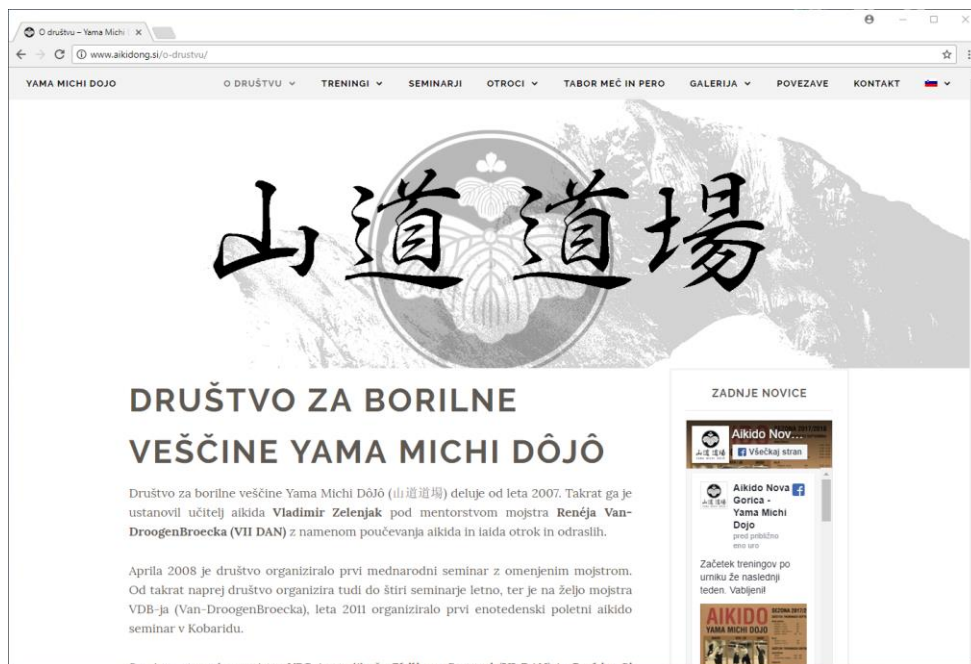 O društvu – Yama Michi
www.aikidong.si/o-drustvu/
YAMA MICHI DOJO O DRUŠTVU TRENINGI SEMINARJI OTROCI TABOR MEČ IN PERO GALERIJA POVEZAVE KONTAKT
山道 道場
DRUŠTVO ZA BORILNE
VEŠČINE YAMA MICHI DÔJÔ
Društvo za borilne veščine Yama Michi DôJô (山道道場) deluje od leta 2007. Takrat ga je
ustanovil učitelj aikida Vladimir Zelenjak pod mentorstvom mojstra Renéja Van-
DroogenBroecka (VII DAN) z namenom poučevanja aikida in iaida otrok in odraslih.
Aprila 2008 je društvo organiziralo prvi mednarodni seminar z omenjenim mojstrom.
Od takrat naprej društvo organizira tudi do štiri seminarje letno, ter je na željo mojstra
VDB-ja (Van-DroogenBroecka), leta 2011 organiziralo prvi enotedenski poletni aikido
seminar v Kobaridu.
ZADNJE NOVICE
Aikido Nov...
Všečkaj stran
Aikido Nova
Gorica -
Yama Michi
Dojo
pred približno
eno uro
Začetek treningov po
urniku že naslednji
teden. Vabljeni!
AIKIDO
YAMA MICHI DOJO